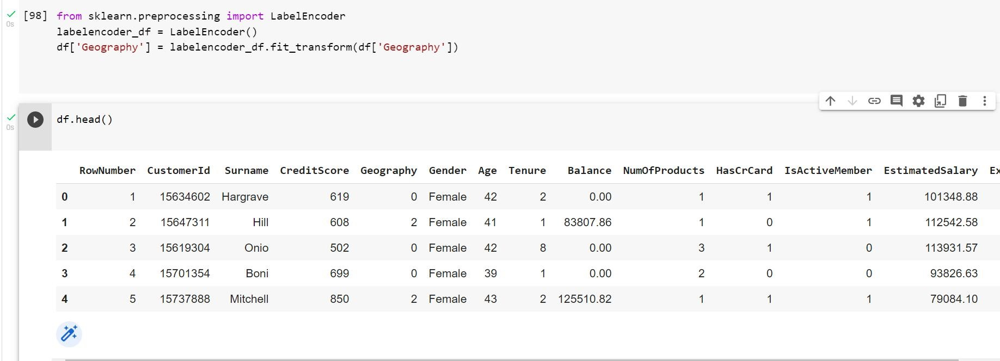 [98] from sklearn.preprocessing import LabelEncoder
0s
labelencoder_df = LabelEncoder()
df['Geography'] = labelencoder_df.fit_transform(df['Geography'])
df.head()
0s
RowNumber CustomerId Surname CreditScore Geography Gender Age Tenure Balance NumOfProducts HasCrCard IsActiveMember EstimatedSalary Ex
0 1 15634602 Hargrave 619 0 Female 42 2 0.00 1 1 1 101348.88
1 2 15647311 Hill 608 2 Female 41 1 83807.86 1 0 1 112542.58
2 3 15619304 Onio 502 0 Female 42 8 0.00 3 1 0 113931.57
3 4 15701354 Boni 699 0 Female 39 1 0.00 2 0 0 93826.63
4 5 15737888 Mitchell 850 2 Female 43 2 125510.82 1 1 1 79084.10